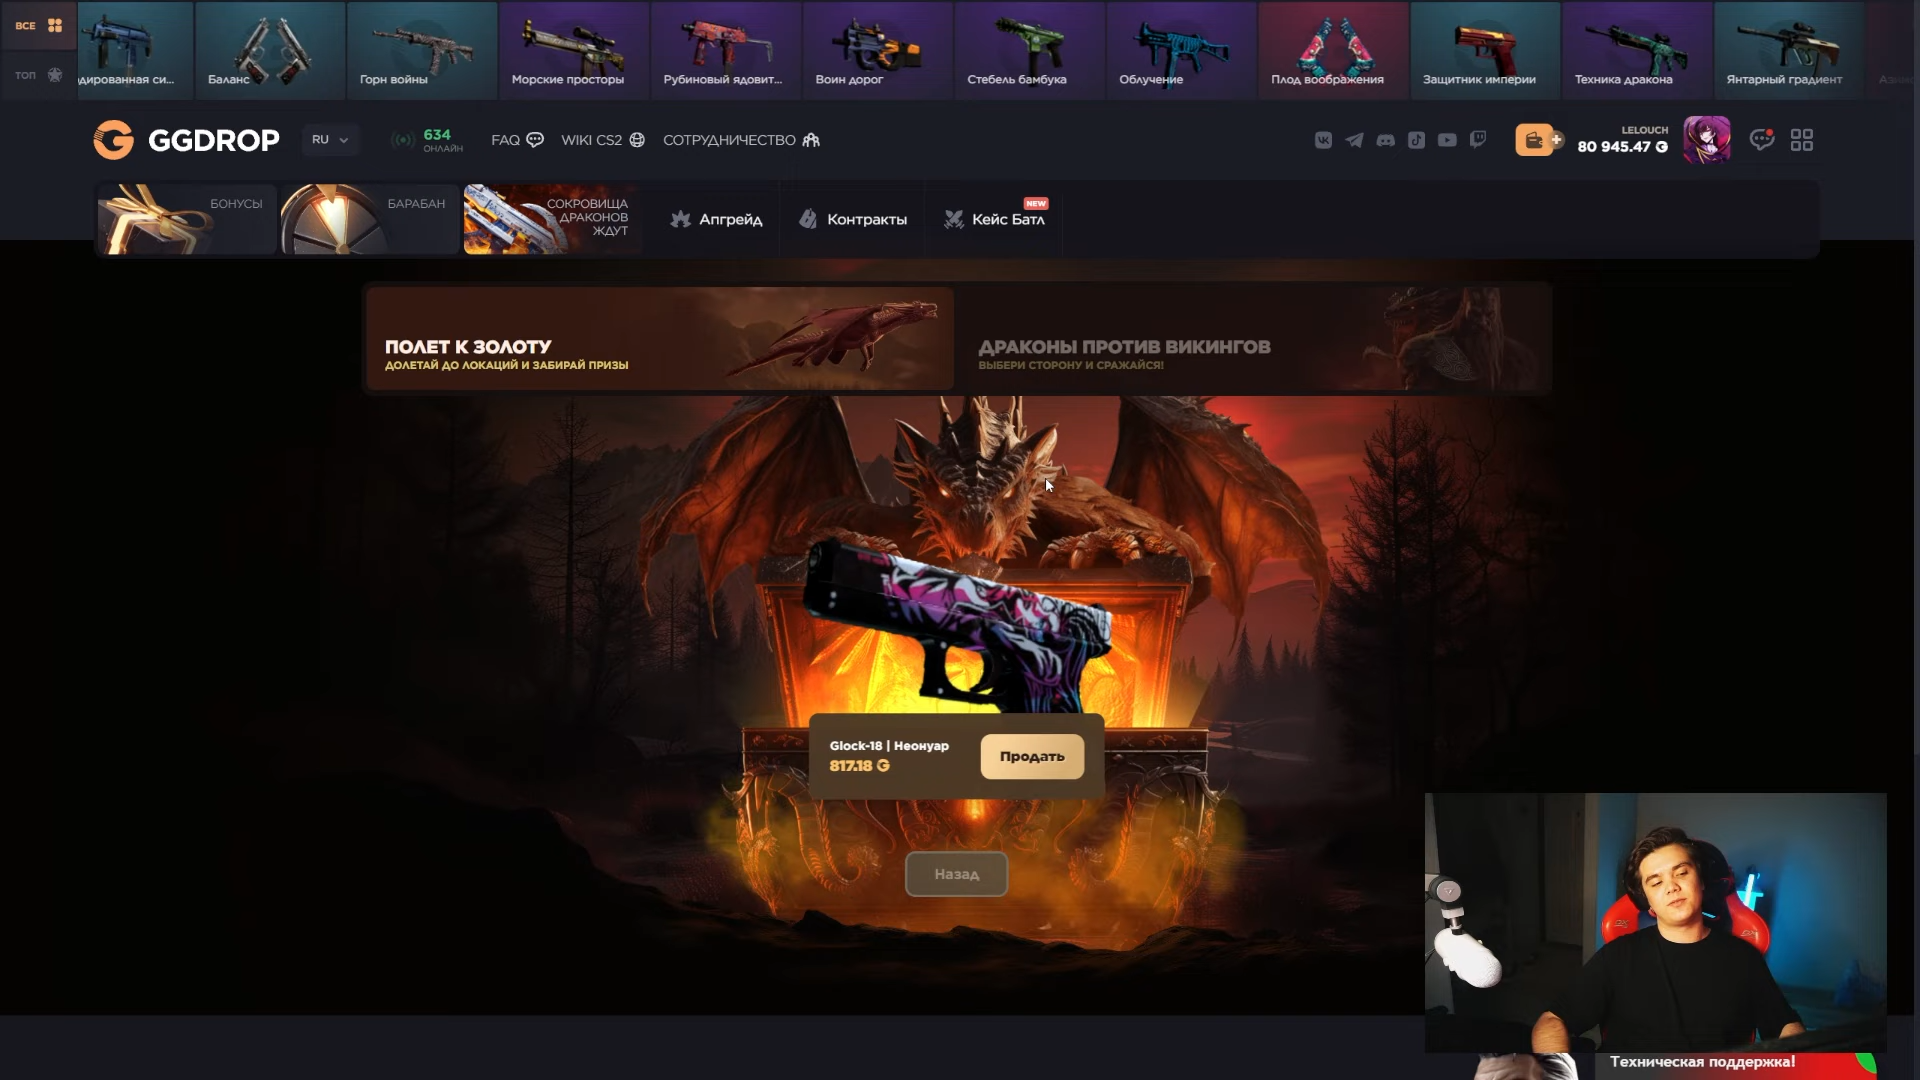 ВСЕ
ТОП
дированная си...
Баланс
Горн войны
Морские просторы
Рубиновый ядовит...
Воин дорог
Стебель бамбука
Облучение
Плод воображения
Защитник империи
Техника дракона
Янтарный градиент
GGDROP
RU
634
ОНЛАЙН
FAQ
WIKI CS2
СОТРУДНИЧЕСТВО
LELOUCH
80 945.47 G
БОНУСЫ
БАРАБАН
СОКРОВИЩА
ДРАКОНОВ
ЖДУТ
Апгрейд
Контракты
NEW
Кейс Батл
ПОЛЕТ К ЗОЛОТУ
ДОЛЕТАЙ ДО ЛОКАЦИЙ И ЗАБИРАЙ ПРИЗЫ
ДРАКОНЫ ПРОТИВ ВИКИНГОВ
ВЫБЕРИ СТОРОНУ И СРАЖАЙСЯ!
Glock-18 | Неонуар
817.18 G
Продать
Назад
Техническая поддержка!